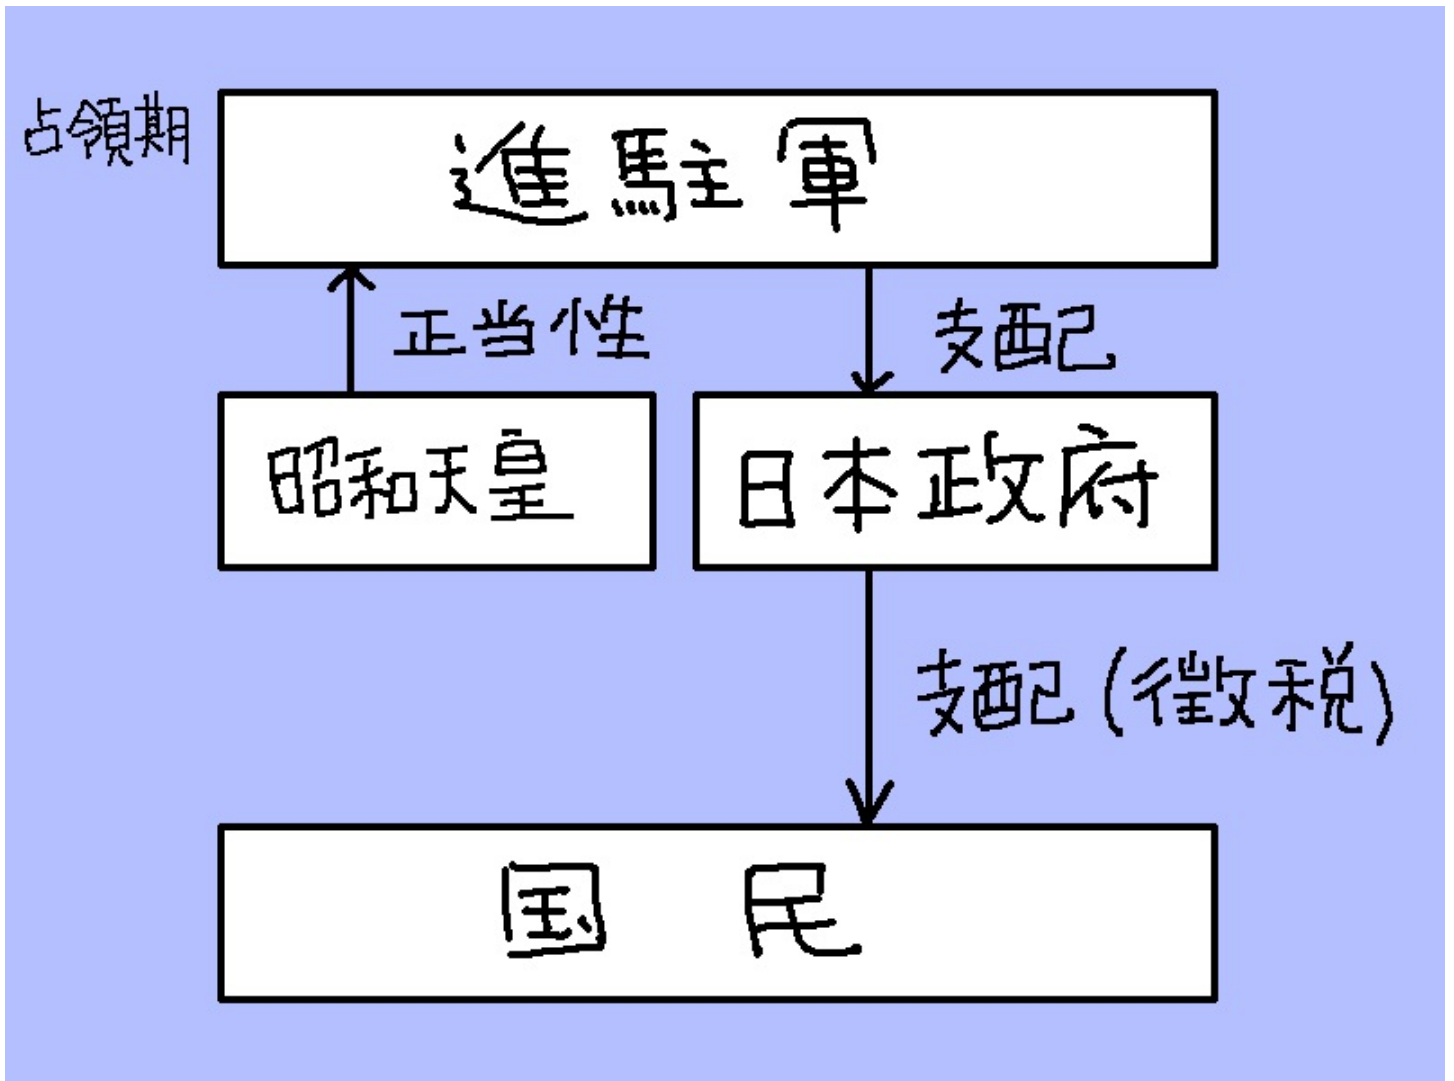 占領期
進駐軍
正当性
支配
昭和天皇
日本政府
支配(徴税)
国民